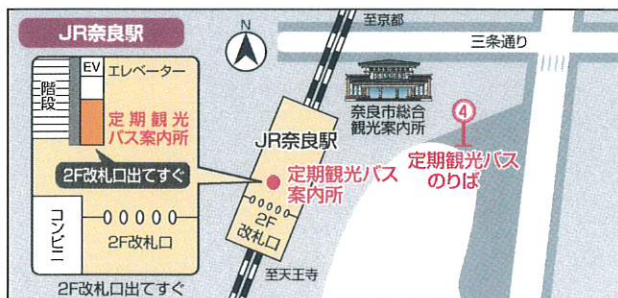 JR奈良駅
EV
エレベーター
階段
定期観光
バス案内所
2F改札口出てすぐ
コンビニ
2F改札口
2F改札口出てすぐ
N
至京都
三条通り
奈良市総合
観光案内所
JR奈良駅
定期観光バス
案内所
2F
改札口
至天王寺
4
定期観光バス
のりば